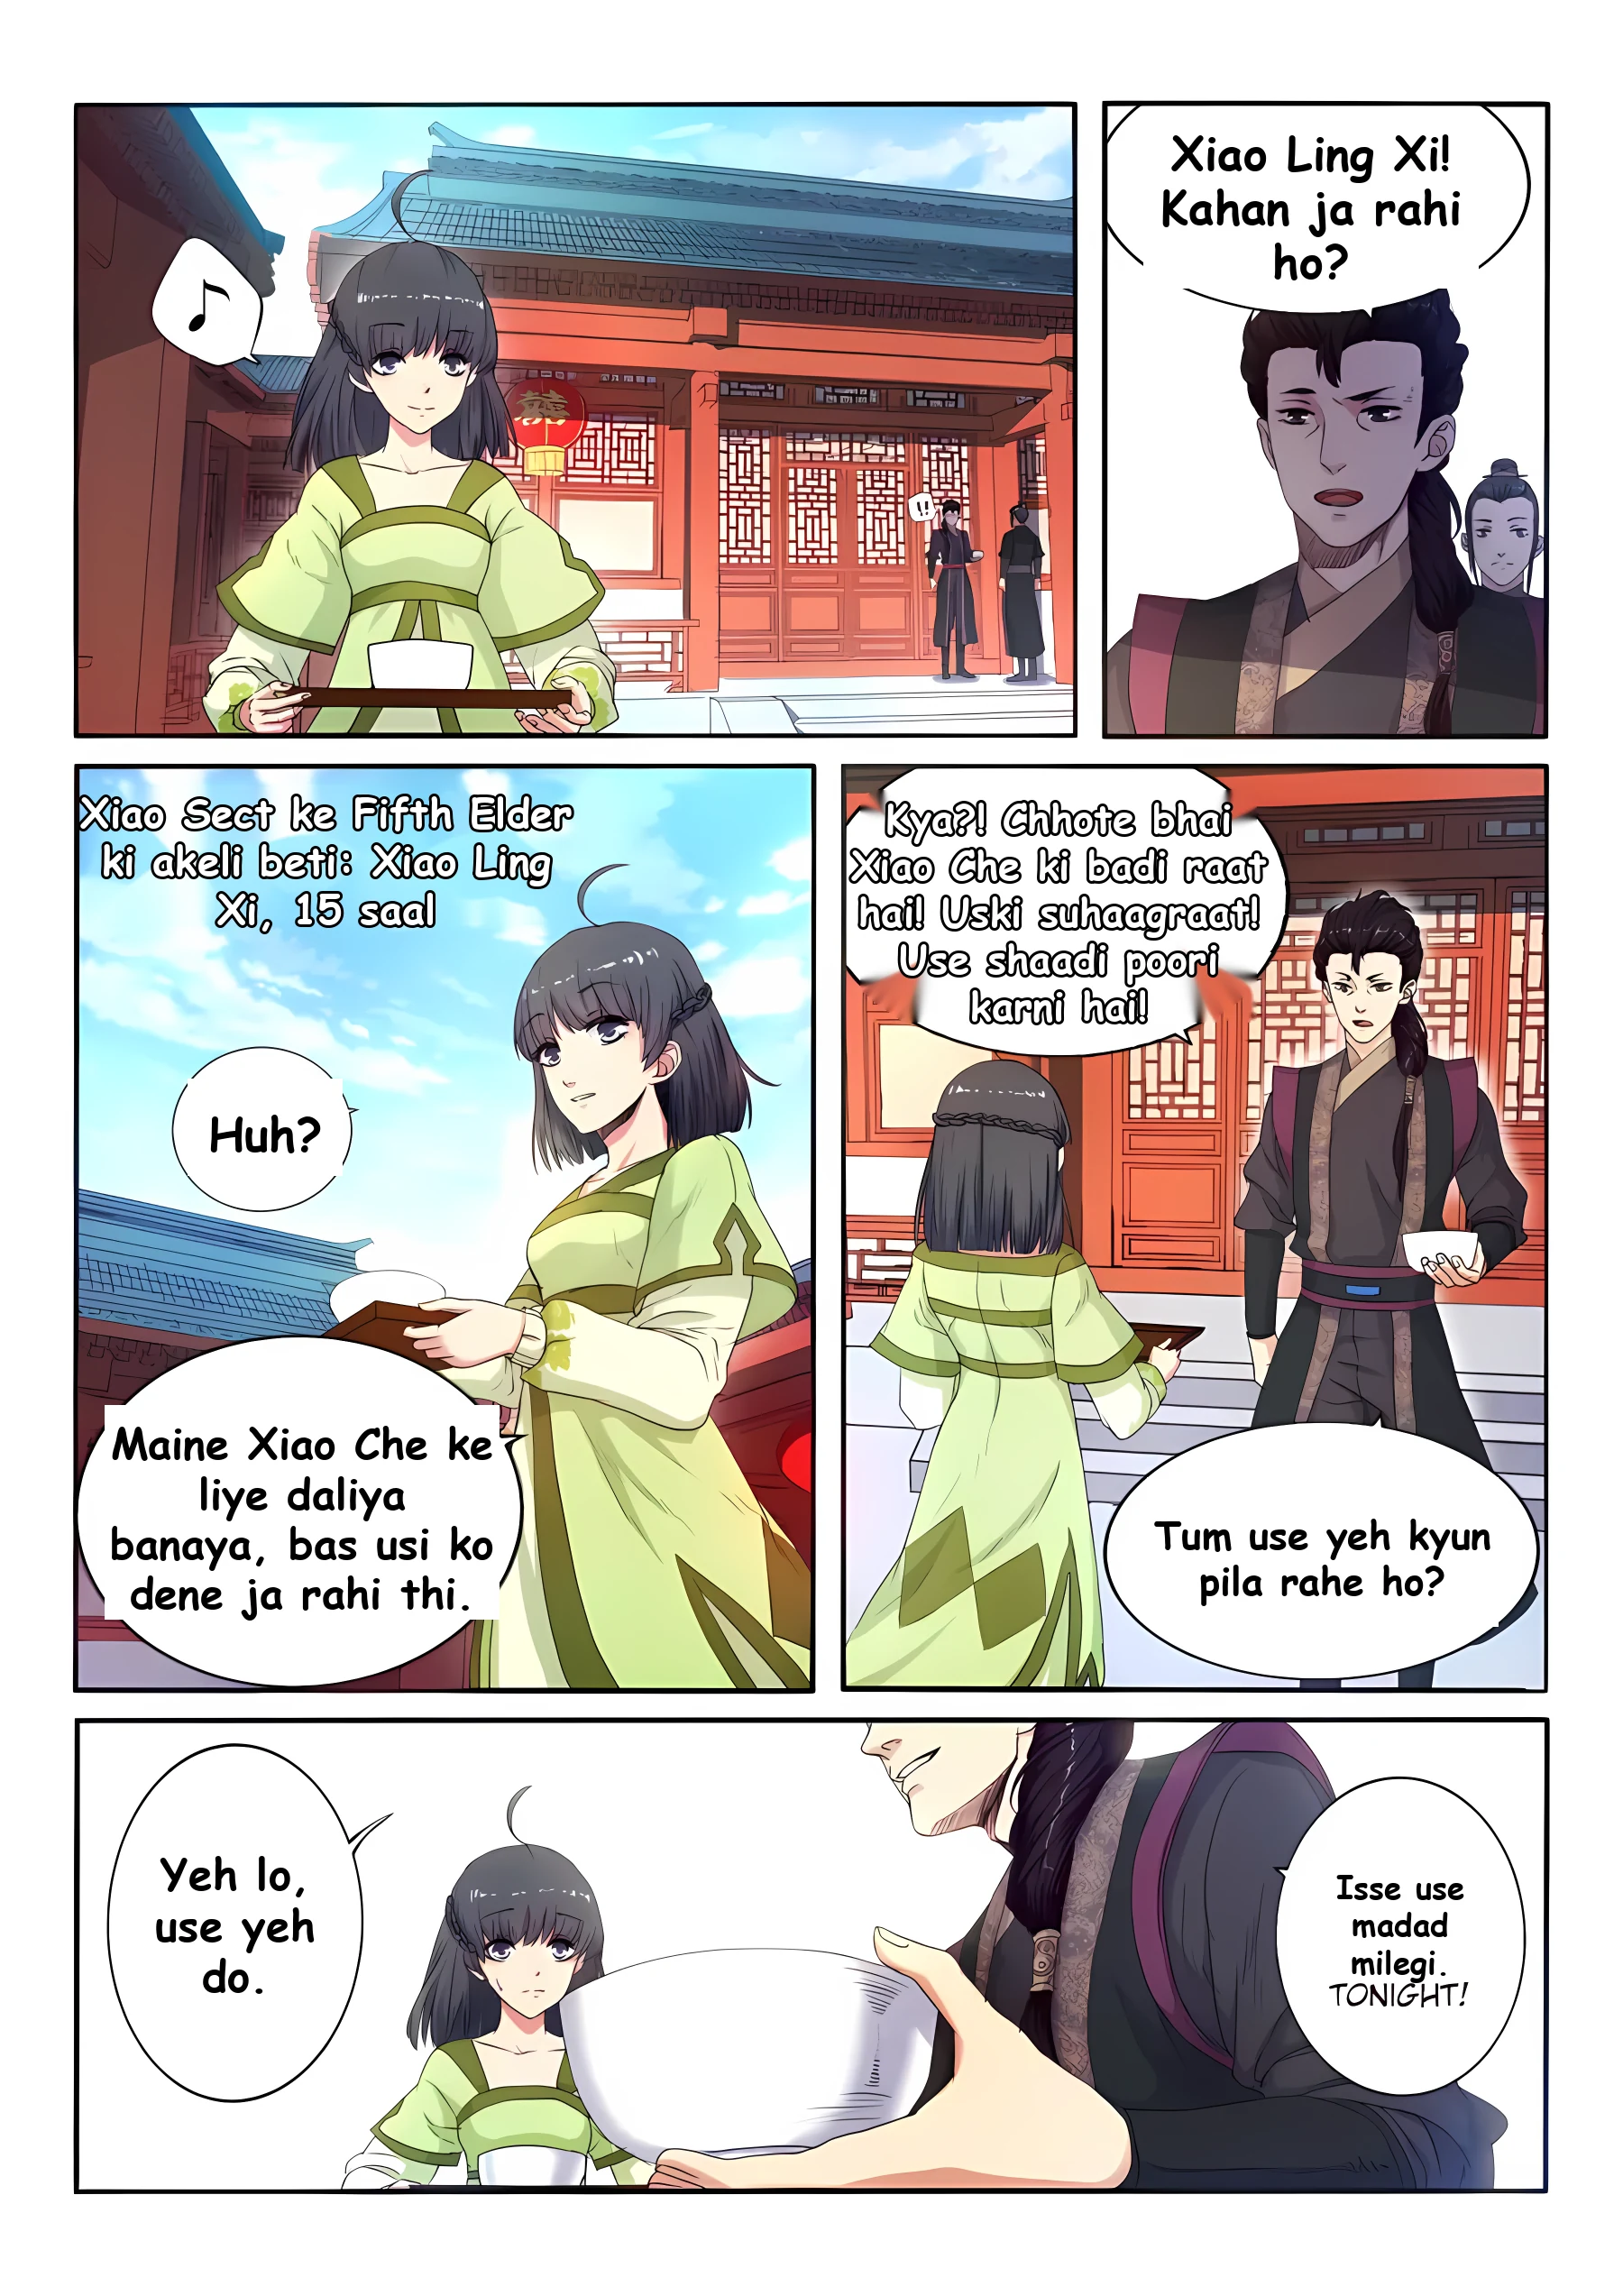 ♪
!!
Xiao Ling Xi!
Kahan ja rahi
ho?
Xiao Sect ke Fifth Elder
ki akeli beti: Xiao Ling
Xi, 15 saal
Huh?
Maine Xiao Che ke
liye daliya
banaya, bas usi ko
dene ja rahi thi.
Kya?! Chhote bhai
Xiao Che ki badi raat
hai! Uski suhaagraat!
Use shaadi poori
karni hai!
Tum use yeh kyun
pila rahe ho?
Yeh lo,
use yeh
do.
Isse use
madad
milegi.
TONIGHT!